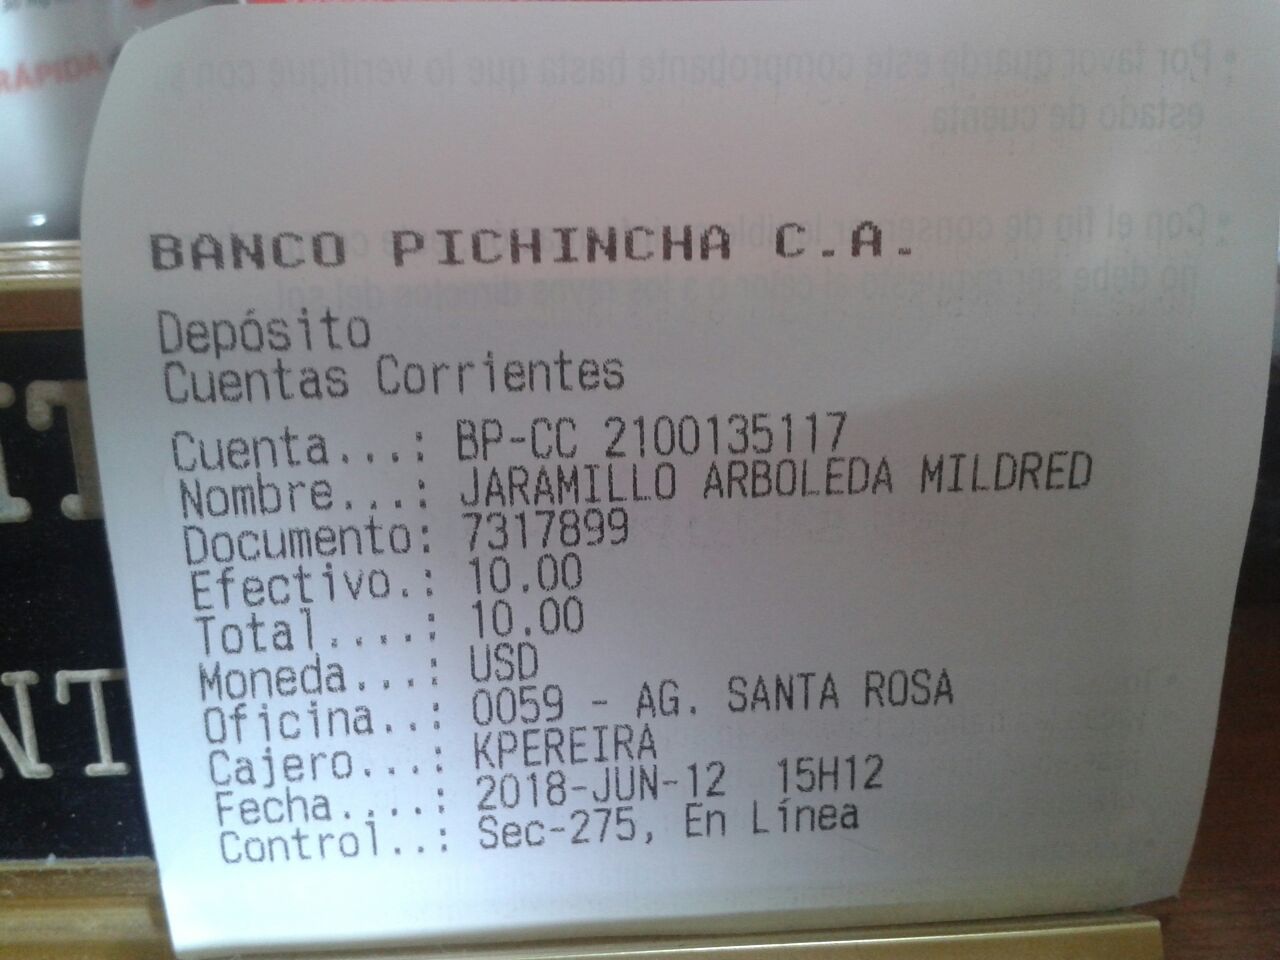 RÁPIDA
BANCO PICHINCHA C.A.
Depósito
Cuentas Corrientes
Cuenta...: BP-CC 2100135117
Nombre...: JARAMILLO ARBOLEDA MILDRED
Documento: 7317899
Efectivo.: 10.00
Total....: 10.00
Moneda...: USD
Oficina..: 0059 - AG. SANTA ROSA
Cajero...: KPEREIRA
Fecha....: 2018-JUN-12 15H12
Control..: Sec-275, En Línea